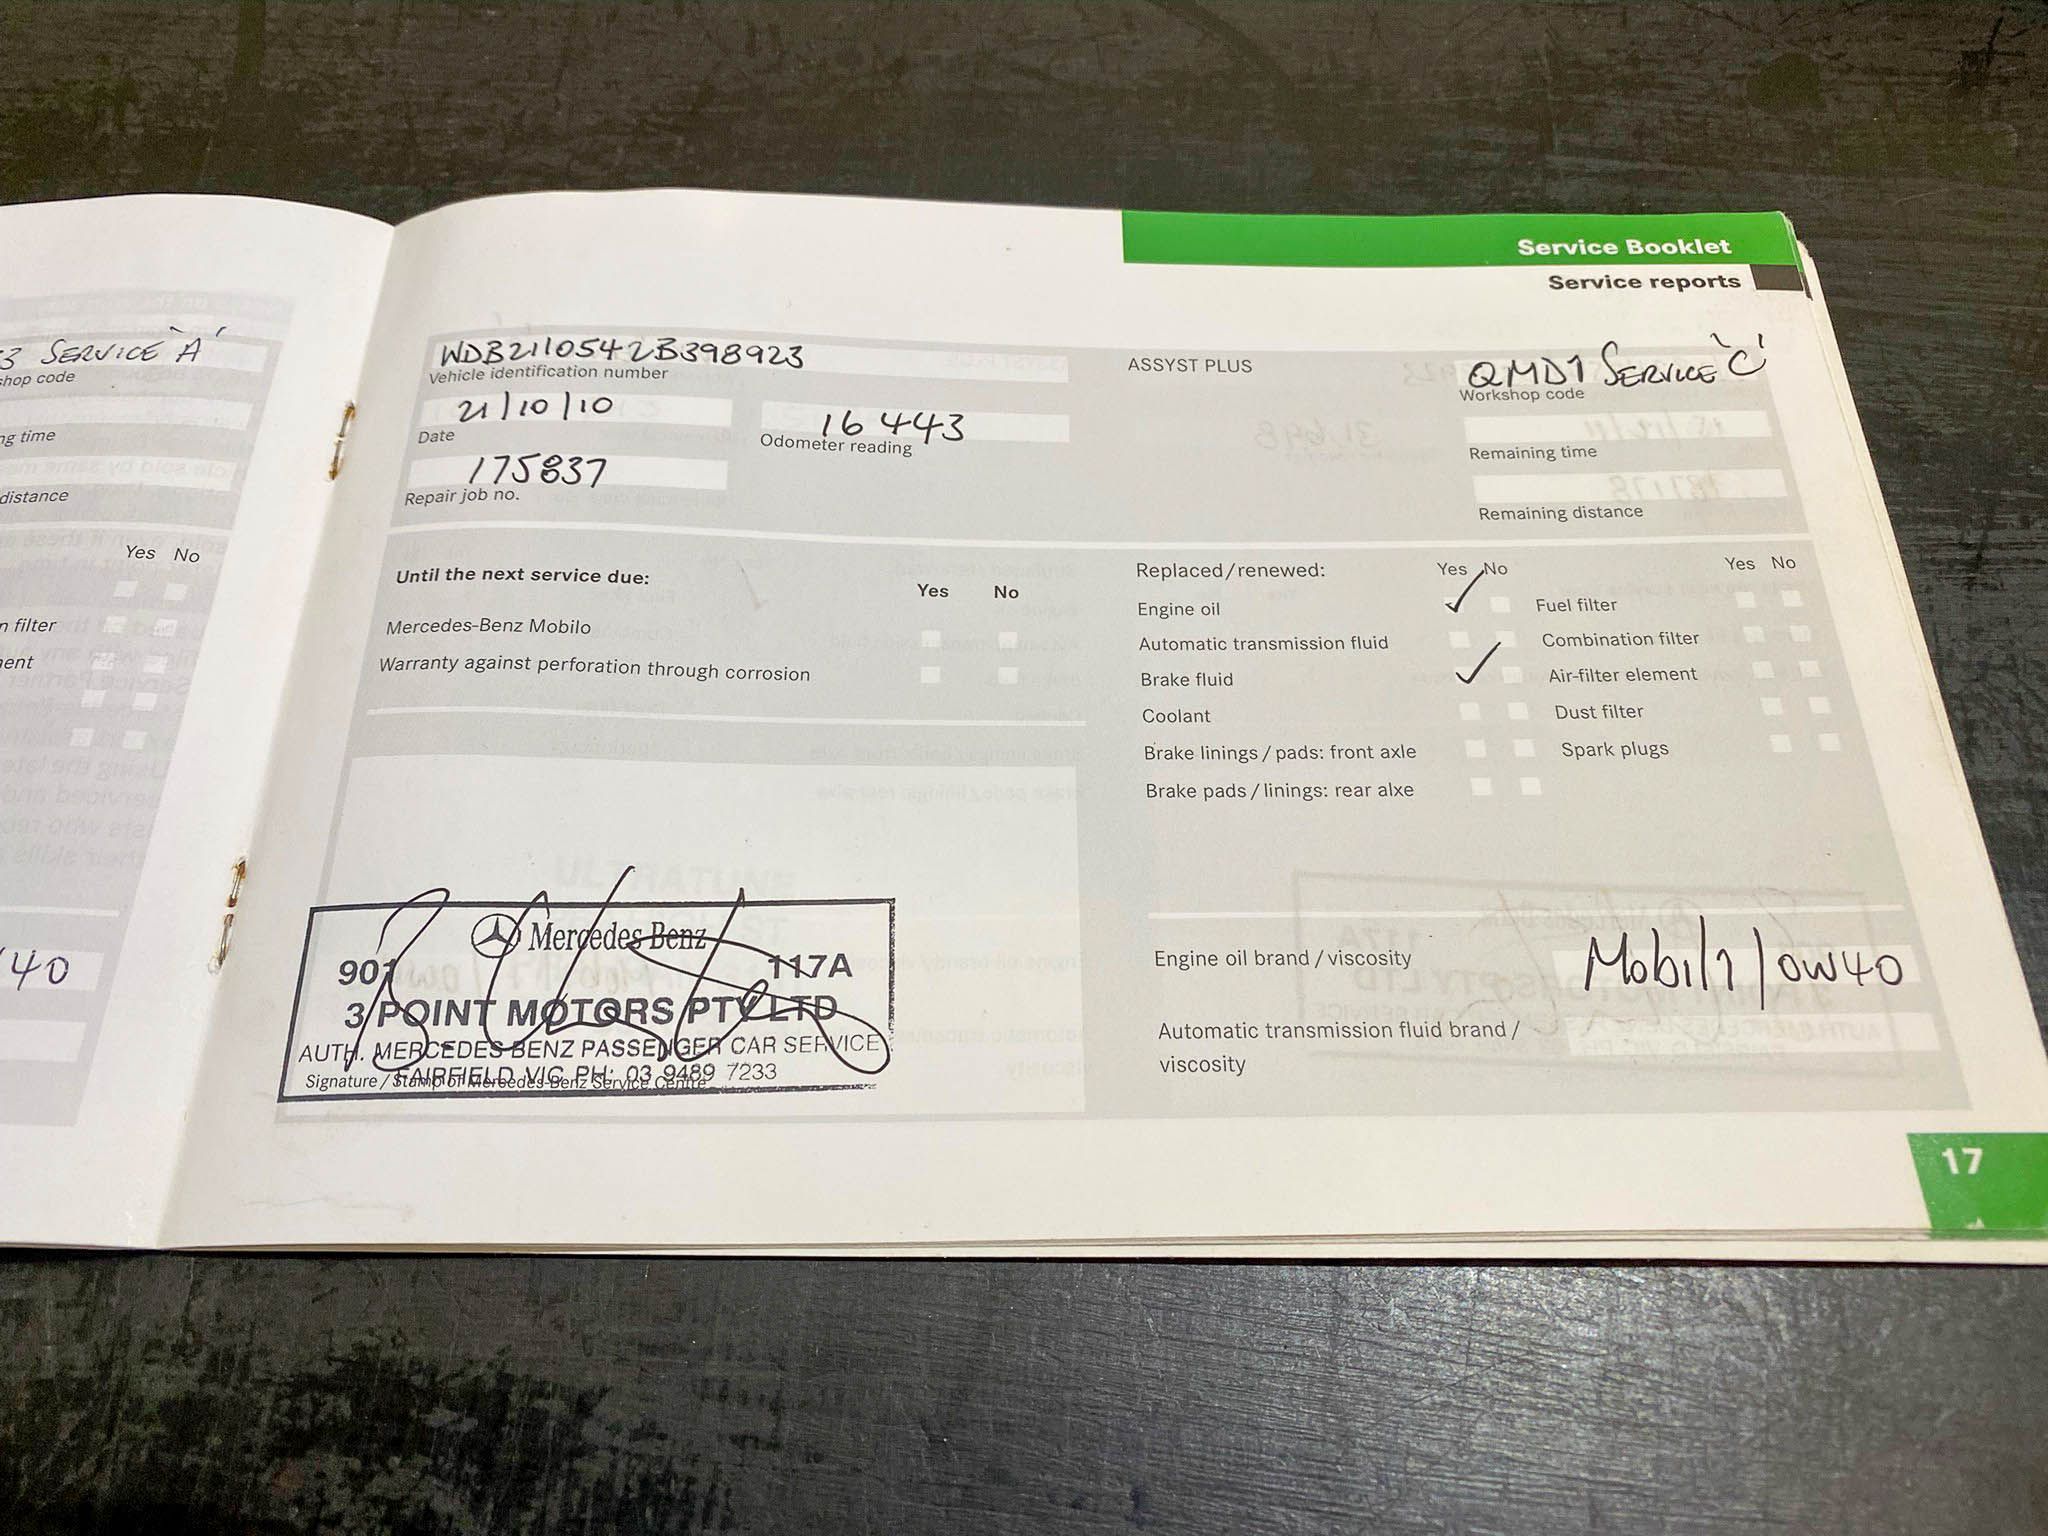 3 SERVICE 'A'
shop code
ng time
distance
Yes No
n filter
ment
/40
Service Booklet
Service reports
WDB2110542B398923
Vehicle identification number
ASSYST PLUS
QMD1 SERVICE 'C'
Workshop code
21/10/10
Date
16 443
Odometer reading
Remaining time
175837
Repair job no.
Remaining distance
Until the next service due:
Yes No
Mercedes-Benz Mobilo
Warranty against perforation through corrosion
Replaced/renewed: Yes No
Engine oil
Automatic transmission fluid
Brake fluid
Coolant
Brake linings / pads: front axle
Brake pads / linings: rear alxe
Yes No
Fuel filter
Combination filter
Air-filter element
Dust filter
Spark plugs
Mercedes Benz
901 117A
3 POINT MOTORS PTY LTD
AUTH. MERCEDES BENZ PASSENGER CAR SERVICE
FAIRFIELD VIC PH: 03 9489 7233
Signature / Stamp of Mercedes-Benz Service Centre
Engine oil brand / viscosity
Mobil 1 / 0W40
Automatic transmission fluid brand /
viscosity
17